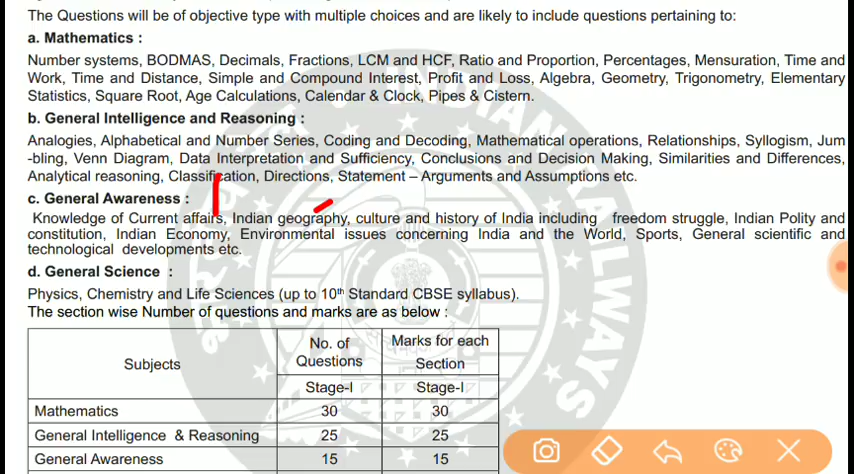 The Questions will be of objective type with multiple choices and are likely to include questions pertaining to:
a. Mathematics :
Number systems, BODMAS, Decimals, Fractions, LCM and HCF, Ratio and Proportion, Percentages, Mensuration, Time and
Work, Time and Distance, Simple and Compound Interest, Profit and Loss, Algebra, Geometry, Trigonometry, Elementary
Statistics, Square Root, Age Calculations, Calendar & Clock, Pipes & Cistern.
b. General Intelligence and Reasoning :
Analogies, Alphabetical and Number Series, Coding and Decoding, Mathematical operations, Relationships, Syllogism, Jum
-bling, Venn Diagram, Data Interpretation and Sufficiency, Conclusions and Decision Making, Similarities and Differences,
Analytical reasoning, Classification, Directions, Statement – Arguments and Assumptions etc.
c. General Awareness :
Knowledge of Current affairs, Indian geography, culture and history of India including freedom struggle, Indian Polity and
constitution, Indian Economy, Environmental issues concerning India and the World, Sports, General scientific and
technological developments etc.
d. General Science :
Physics, Chemistry and Life Sciences (up to 10th Standard CBSE syllabus).
The section wise Number of questions and marks are as below :
Subjects
No. of Questions
Marks for each Section
Stage-I
Stage-I
Mathematics 30 30
General Intelligence & Reasoning 25 25
General Awareness 15 15
INDIAN RAILWAYS